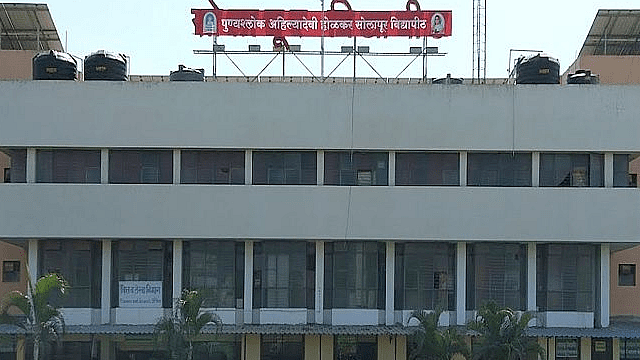 पुण्यश्लोक अहिल्यादेवी होळकर सोलापूर विद्यापीठ
वित्त व लेखा विभाग